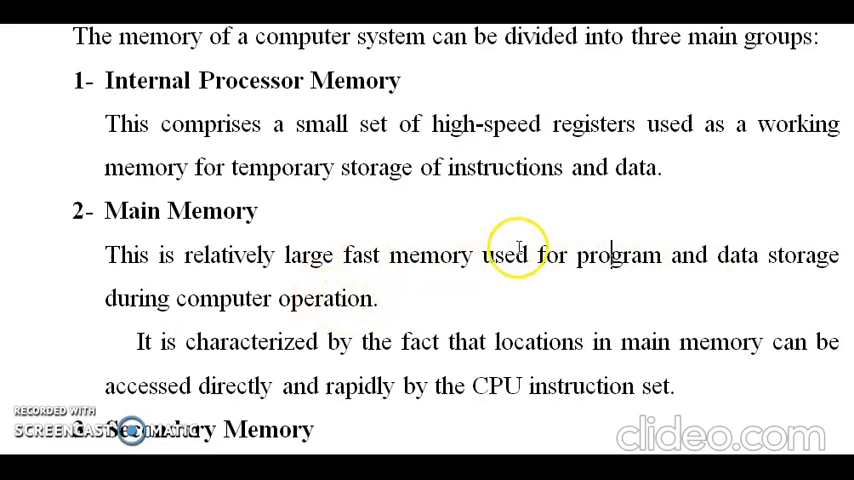 The memory of a computer system can be divided into three main groups:
1- Internal Processor Memory
This comprises a small set of high-speed registers used as a working
memory for temporary storage of instructions and data.
2- Main Memory
This is relatively large fast memory used for program and data storage
during computer operation.
It is characterized by the fact that locations in main memory can be
accessed directly and rapidly by the CPU instruction set.
RECORDED WITH
SCREENCAST-O-MATIC
3- Secondary Memory
clideo.com